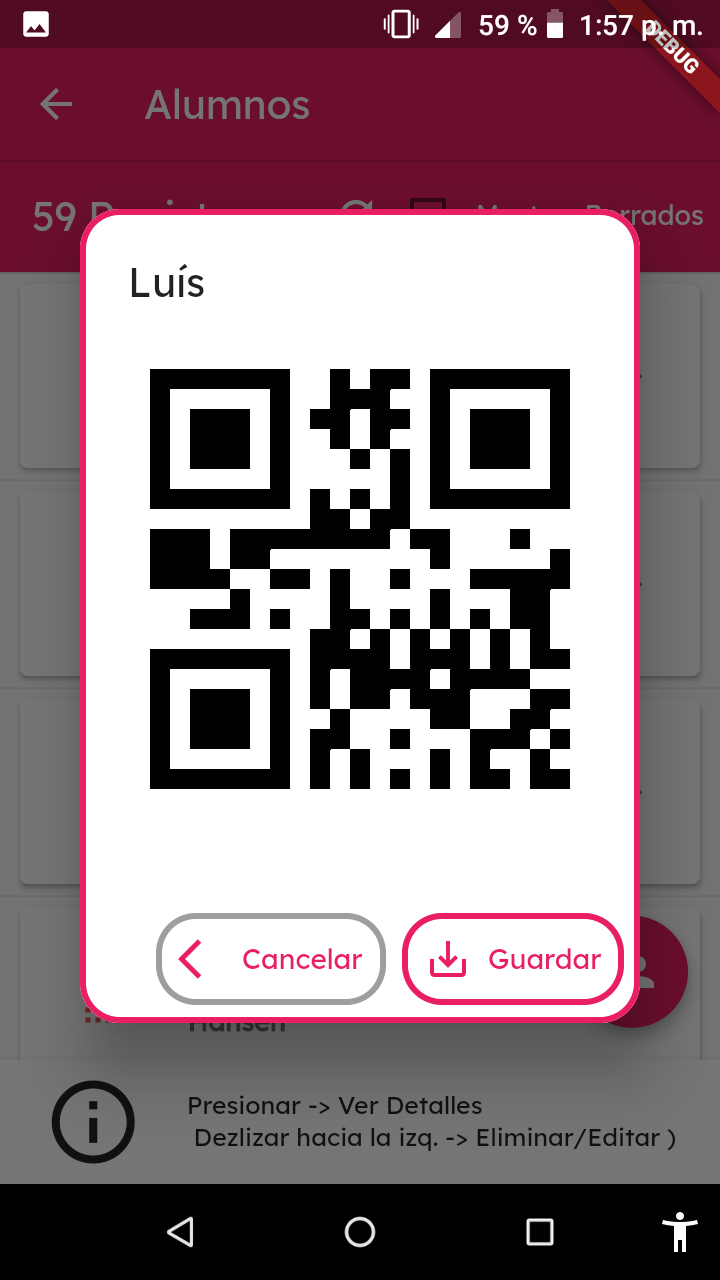 59 % 1:57 p. m.
DEBUG
Alumnos
59
Borrados
Luís
Cancelar
Guardar
Hansen
Presionar -> Ver Detalles
Dezlizar hacia la izq. -> Eliminar/Editar )